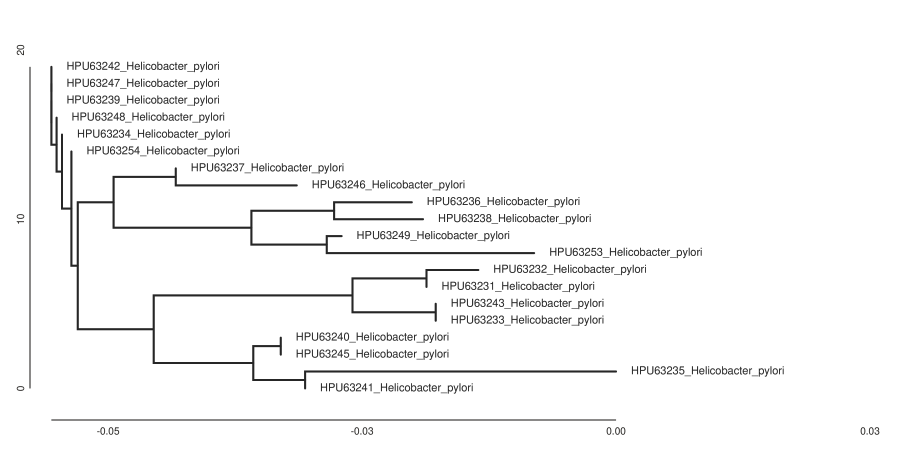 20
HPU63242_Helicobacter_pylori
HPU63247_Helicobacter_pylori
HPU63239_Helicobacter_pylori
HPU63248_Helicobacter_pylori
HPU63234_Helicobacter_pylori
HPU63254_Helicobacter_pylori
HPU63237_Helicobacter_pylori
HPU63246_Helicobacter_pylori
HPU63236_Helicobacter_pylori
10
HPU63238_Helicobacter_pylori
HPU63249_Helicobacter_pylori
HPU63253_Helicobacter_pylori
HPU63232_Helicobacter_pylori
HPU63231_Helicobacter_pylori
HPU63243_Helicobacter_pylori
HPU63233_Helicobacter_pylori
HPU63240_Helicobacter_pylori
HPU63245_Helicobacter_pylori
HPU63235_Helicobacter_pylori
0
HPU63241_Helicobacter_pylori
-0.05 -0.03 0.00 0.03